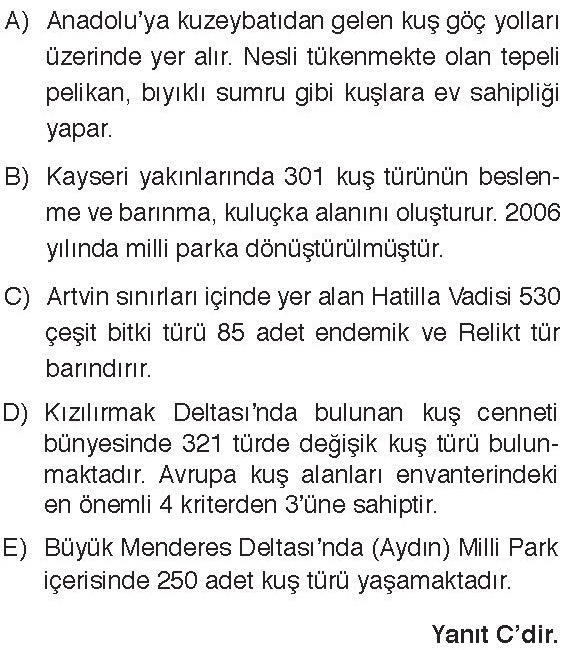 A) Anadolu’ya kuzeybatıdan gelen kuş göç yolları
üzerinde yer alır. Nesli tükenmekte olan tepeli
pelikan, bıyıklı sumru gibi kuşlara ev sahipliği
yapar.
B) Kayseri yakınlarında 301 kuş türünün beslen-
me ve barınma, kuluçka alanını oluşturur. 2006
yılında milli parka dönüştürülmüştür.
C) Artvin sınırları içinde yer alan Hatilla Vadisi 530
çeşit bitki türü 85 adet endemik ve Relikt tür
barındırır.
D) Kızılırmak Deltası’nda bulunan kuş cenneti
bünyesinde 321 türde değişik kuş türü bulun-
maktadır. Avrupa kuş alanları envanterindeki
en önemli 4 kriterden 3’üne sahiptir.
E) Büyük Menderes Deltası’nda (Aydın) Milli Park
içerisinde 250 adet kuş türü yaşamaktadır.
Yanıt C’dir.